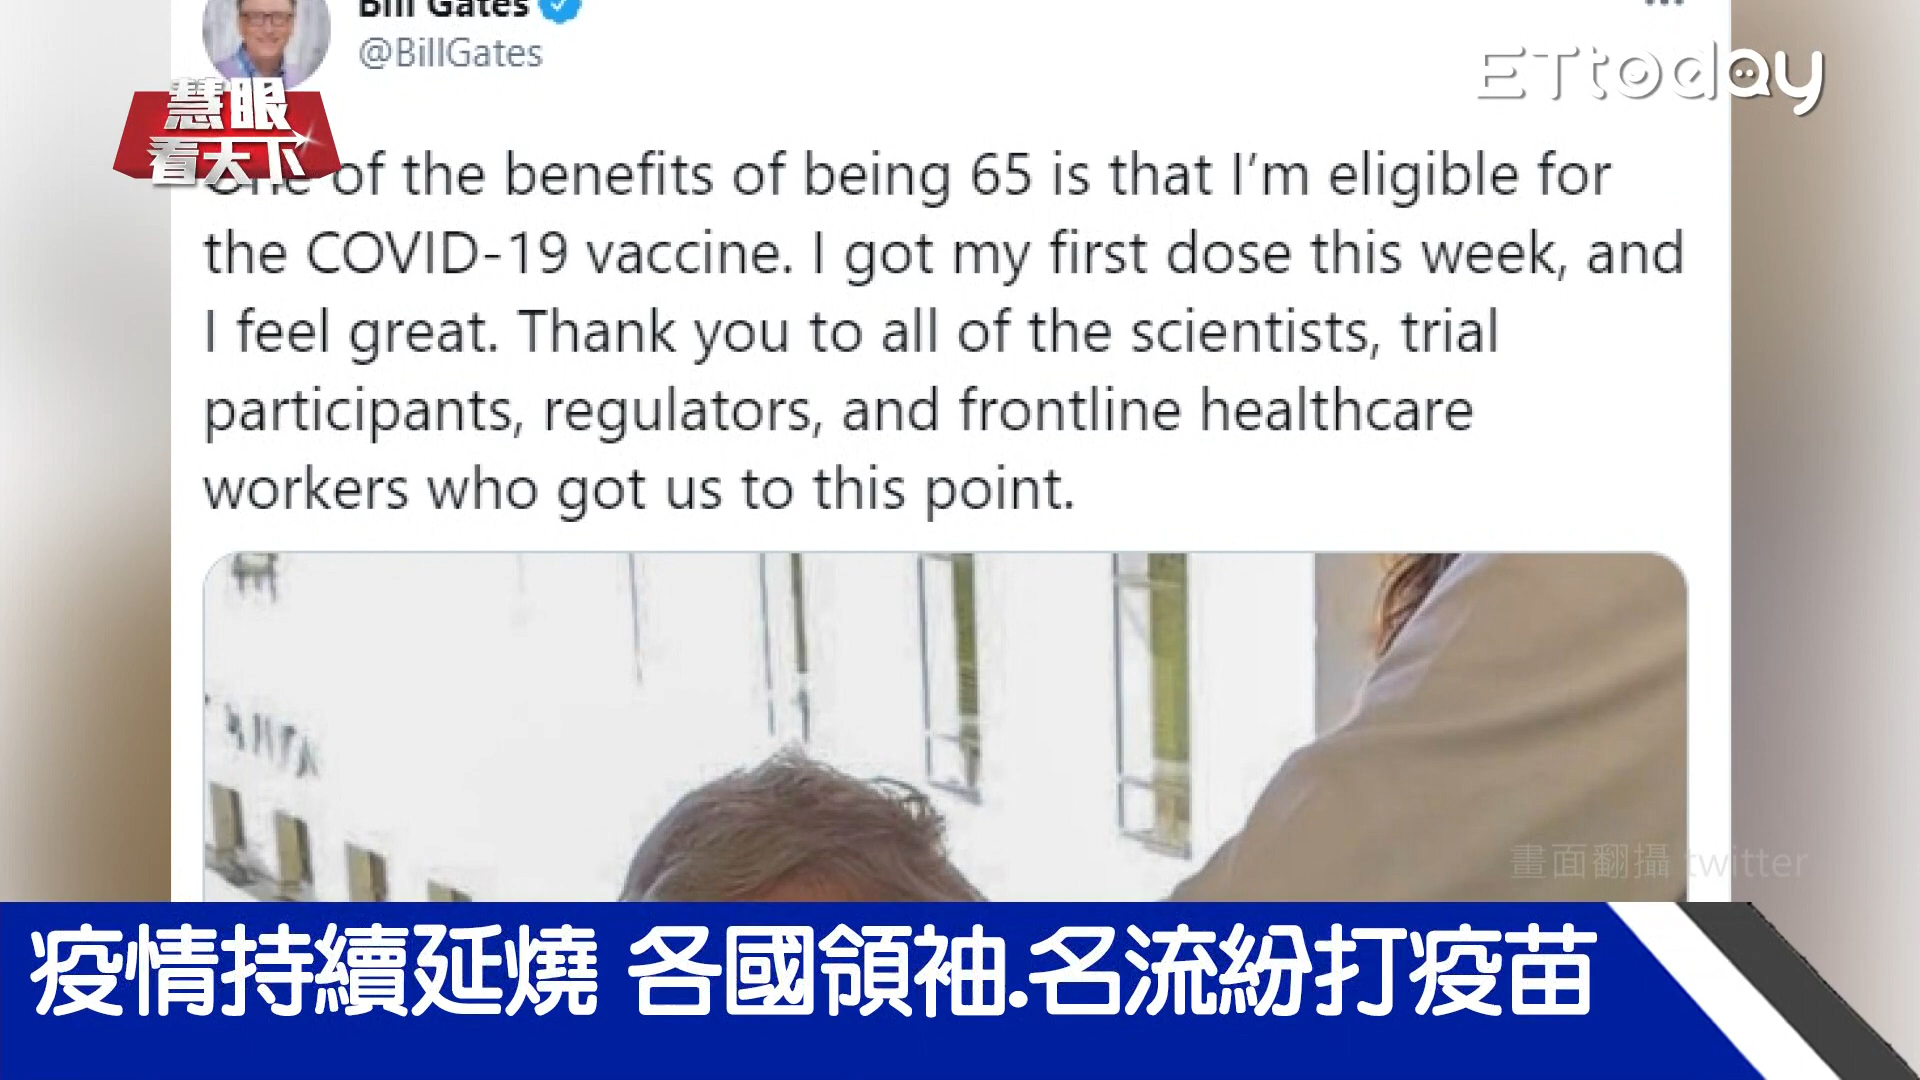 Bill Gates
@BillGates
ETtoday
慧眼
看天下
One of the benefits of being 65 is that I'm eligible for
the COVID-19 vaccine. I got my first dose this week, and
I feel great. Thank you to all of the scientists, trial
participants, regulators, and frontline healthcare
workers who got us to this point.
畫面翻攝 twitter
疫情持續延燒 各國領袖.名流紛打疫苗